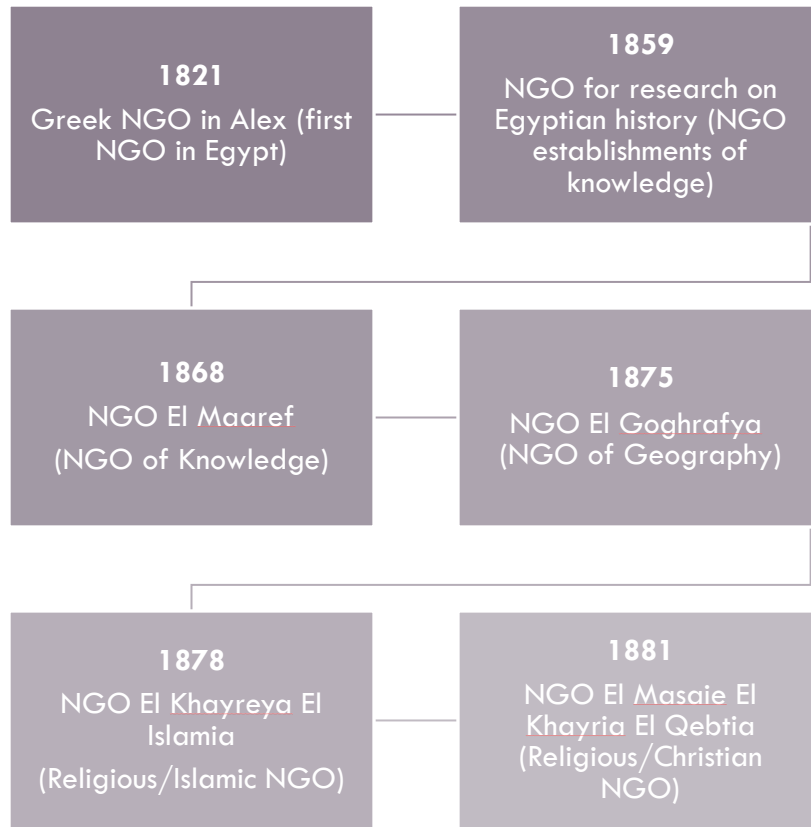 1821
Greek NGO in Alex (first
NGO in Egypt)
1859
NGO for research on
Egyptian history (NGO
establishments of
knowledge)
1868
NGO El Maaref
(NGO of Knowledge)
1875
NGO El Goghrafya
(NGO of Geography)
1878
NGO El Khayreya El
Islamia
(Religious/Islamic NGO)
1881
NGO El Masaie El
Khayria El Qebtia
(Religious/Christian
NGO)